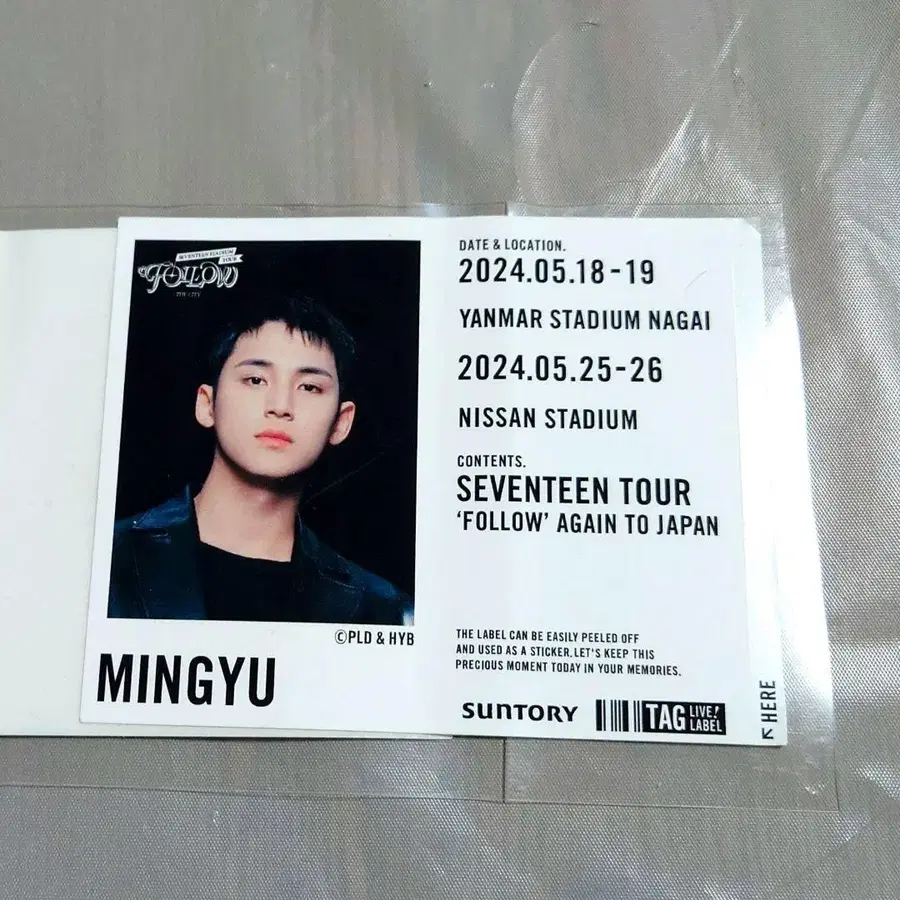 SEVENTEEN STADIUM
TOUR
FOLLOW
THE CITY
©PLD & HYB
MINGYU
DATE & LOCATION.
2024.05.18-19
YANMAR STADIUM NAGAI
2024.05.25-26
NISSAN STADIUM
CONTENTS.
SEVENTEEN TOUR
‘FOLLOW’ AGAIN TO JAPAN
THE LABEL CAN BE EASILY PEELED OFF
AND USED AS A STICKER.LET'S KEEP THIS
PRECIOUS MOMENT TODAY IN YOUR MEMORIES.
SUNTORY
TAG LIVE!
LABEL
HERE